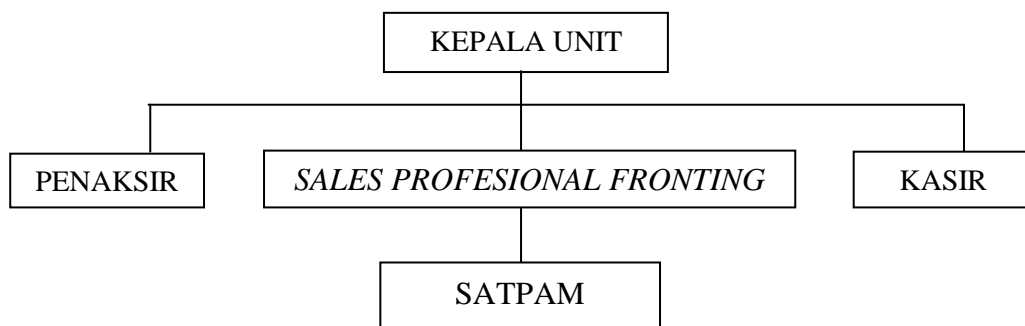 KEPALA UNIT
PENAKSIR
SALES PROFESIONAL FRONTING
KASIR
SATPAM